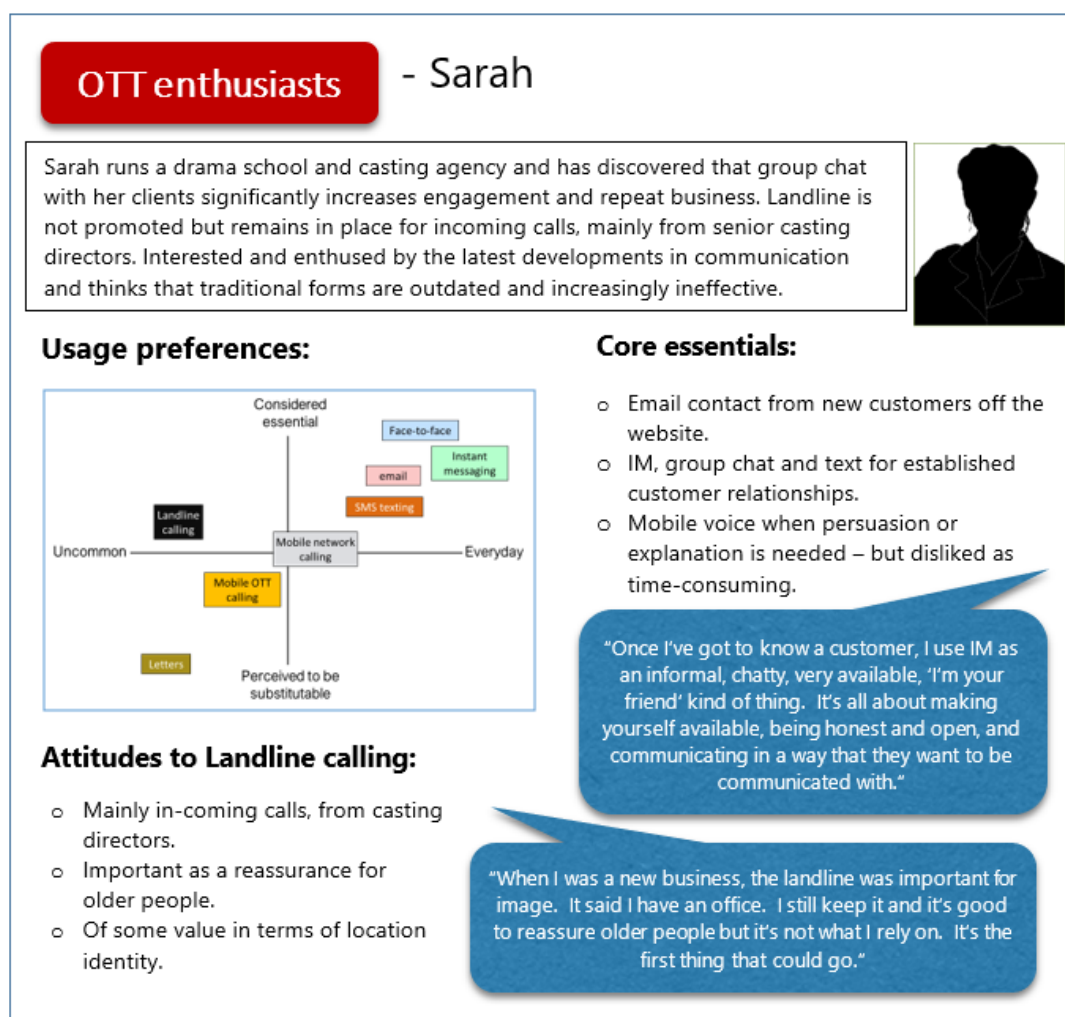 OTT enthusiasts - Sarah
Sarah runs a drama school and casting agency and has discovered that group chat
with her clients significantly increases engagement and repeat business. Landline is
not promoted but remains in place for incoming calls, mainly from senior casting
directors. Interested and enthused by the latest developments in communication
and thinks that traditional forms are outdated and increasingly ineffective.
Usage preferences:
Considered
essential
Face-to-face
Instant
messaging
email
SMS texting
Landline
calling
Uncommon
Mobile network
calling
Everyday
Mobile OTT
calling
Letters
Perceived to be
substitutable
Core essentials:
o Email contact from new customers off the
website.
o IM, group chat and text for established
customer relationships.
o Mobile voice when persuasion or
explanation is needed – but disliked as
time-consuming.
“Once I’ve got to know a customer, I use IM as
an informal, chatty, very available, ‘I’m your
friend’ kind of thing.  It’s all about making
yourself available, being honest and open, and
communicating in a way that they want to be
communicated with.“
Attitudes to Landline calling:
o Mainly in-coming calls, from casting
directors.
o Important as a reassurance for
older people.
o Of some value in terms of location
identity.
“When I was a new business, the landline was important for
image.  It said I have an office.  I still keep it and it’s good
to reassure older people but it’s not what I rely on.  It’s the
first thing that could go.“